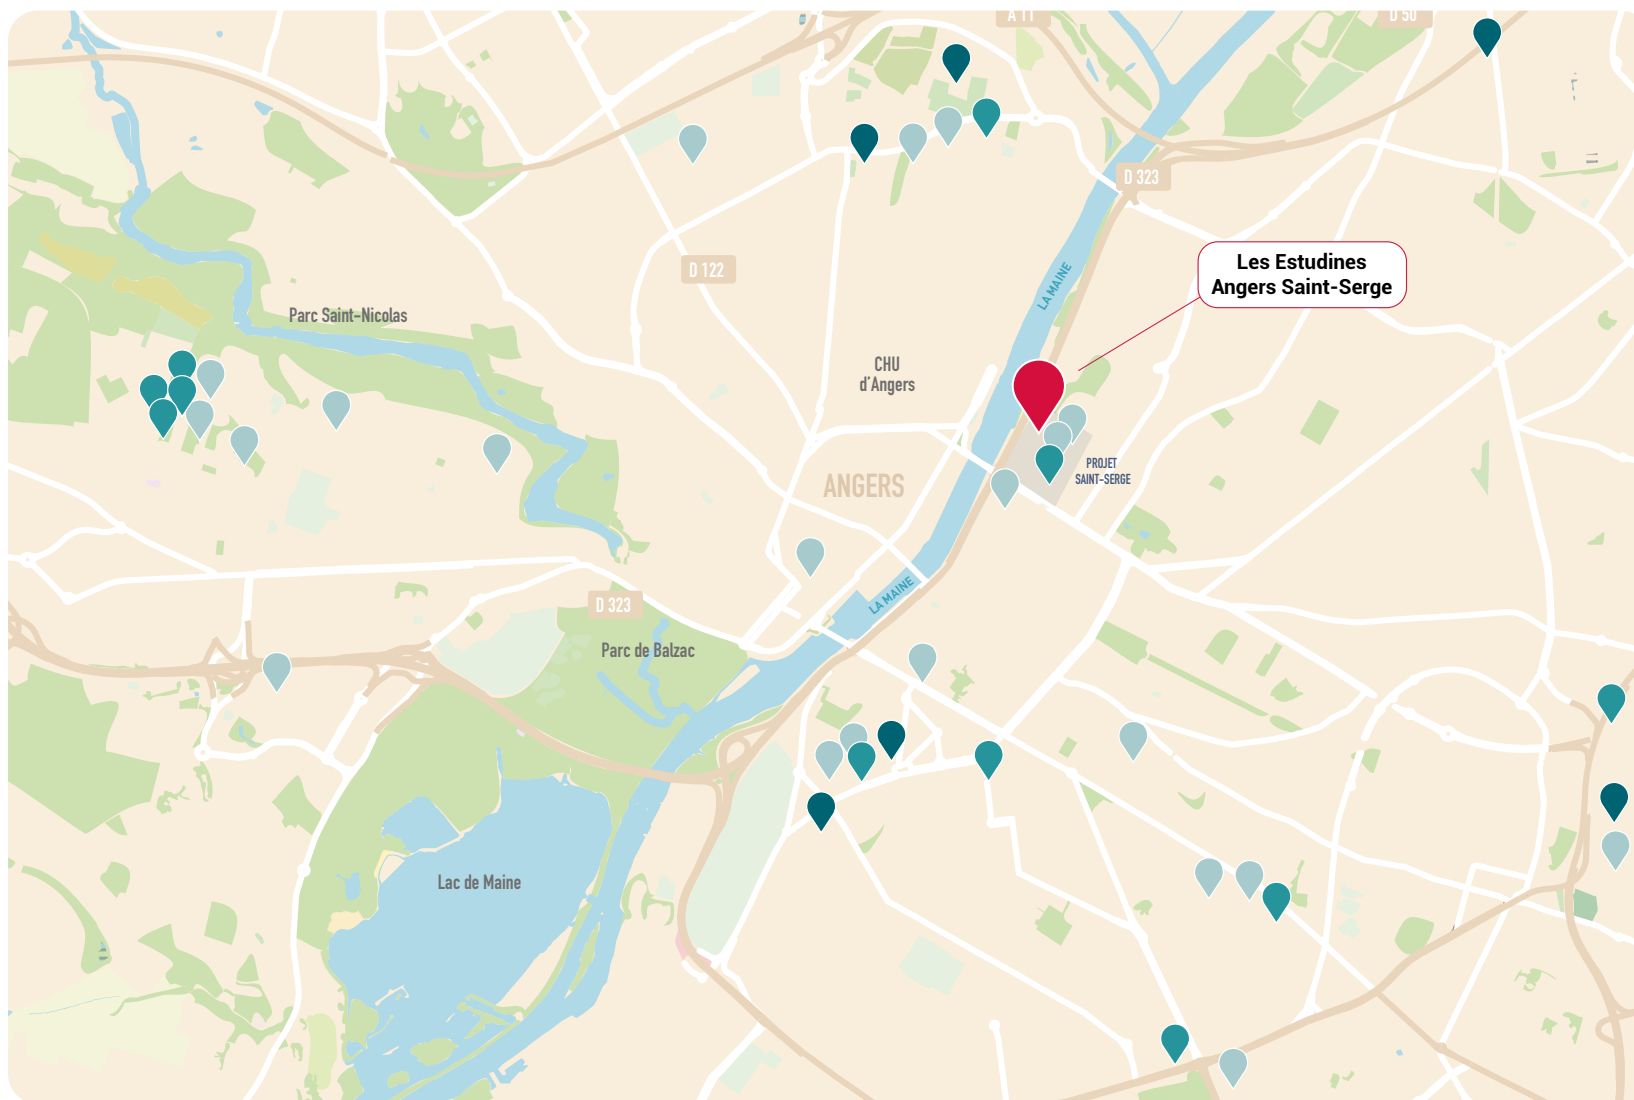 A 11
D 50
D 323
Les Estudines
Angers Saint-Serge
D 122
LA MAINE
Parc Saint-Nicolas
CHU
d'Angers
PROJET
SAINT-SERGE
ANGERS
LA MAINE
D 323
Parc de Balzac
Lac de Maine